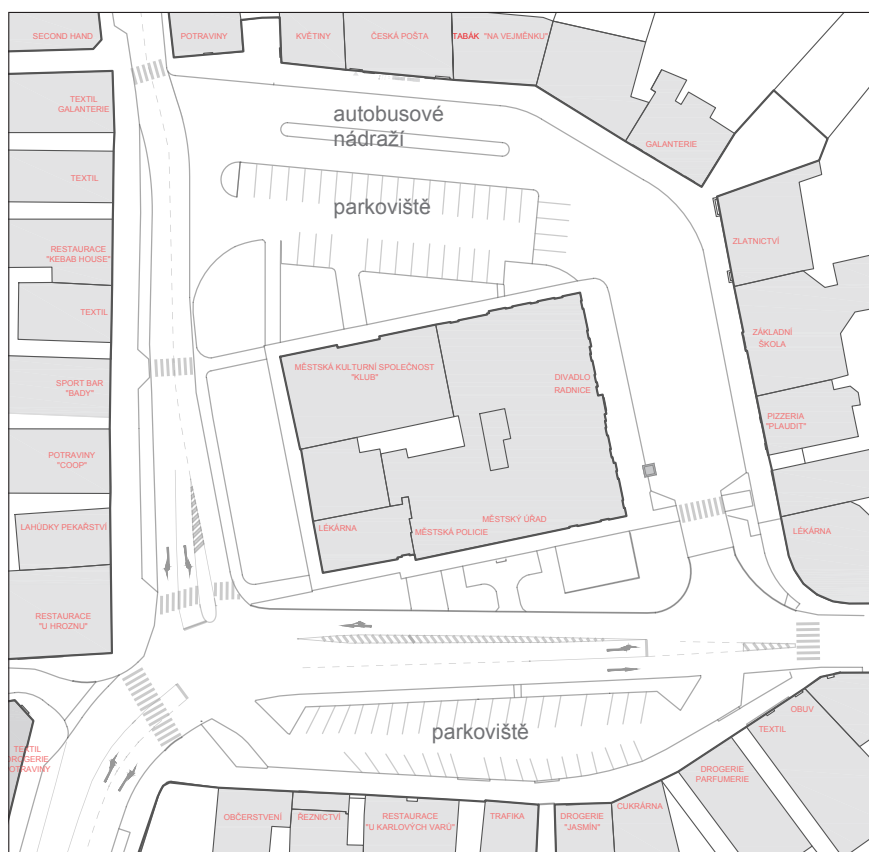 SECOND HAND
POTRAVINY
KVĚTINY
ČESKÁ POŠTA
TABÁK "NA VEJMĚNKU"
TEXTIL
GALANTERIE
autobusové
nádraží
GALANTERIE
TEXTIL
parkoviště
RESTAURACE
"KEBAB HOUSE"
ZLATNICTVÍ
TEXTIL
ZÁKLADNÍ
ŠKOLA
MĚSTSKÁ KULTURNÍ SPOLEČNOST
"KLUB"
DIVADLO
RADNICE
SPORT BAR
"BADY"
PIZZERIA
"PLAUDIT"
POTRAVINY
"COOP"
LAHŮDKY PEKAŘSTVÍ
LÉKÁRNA
MĚSTSKÁ POLICIE
MĚSTSKÝ ÚŘAD
LÉKÁRNA
RESTAURACE
"U HROZNU"
OBUV
TEXTIL
parkoviště
TEXTIL
DROGERIE
POTRAVINY
DROGERIE
PARFUMERIE
CUKRÁRNA
OBČERSTVENÍ
ŘEZNICTVÍ
RESTAURACE
"U KARLOVÝCH VARŮ"
TRAFIKA
DROGERIE
"JASMÍN"